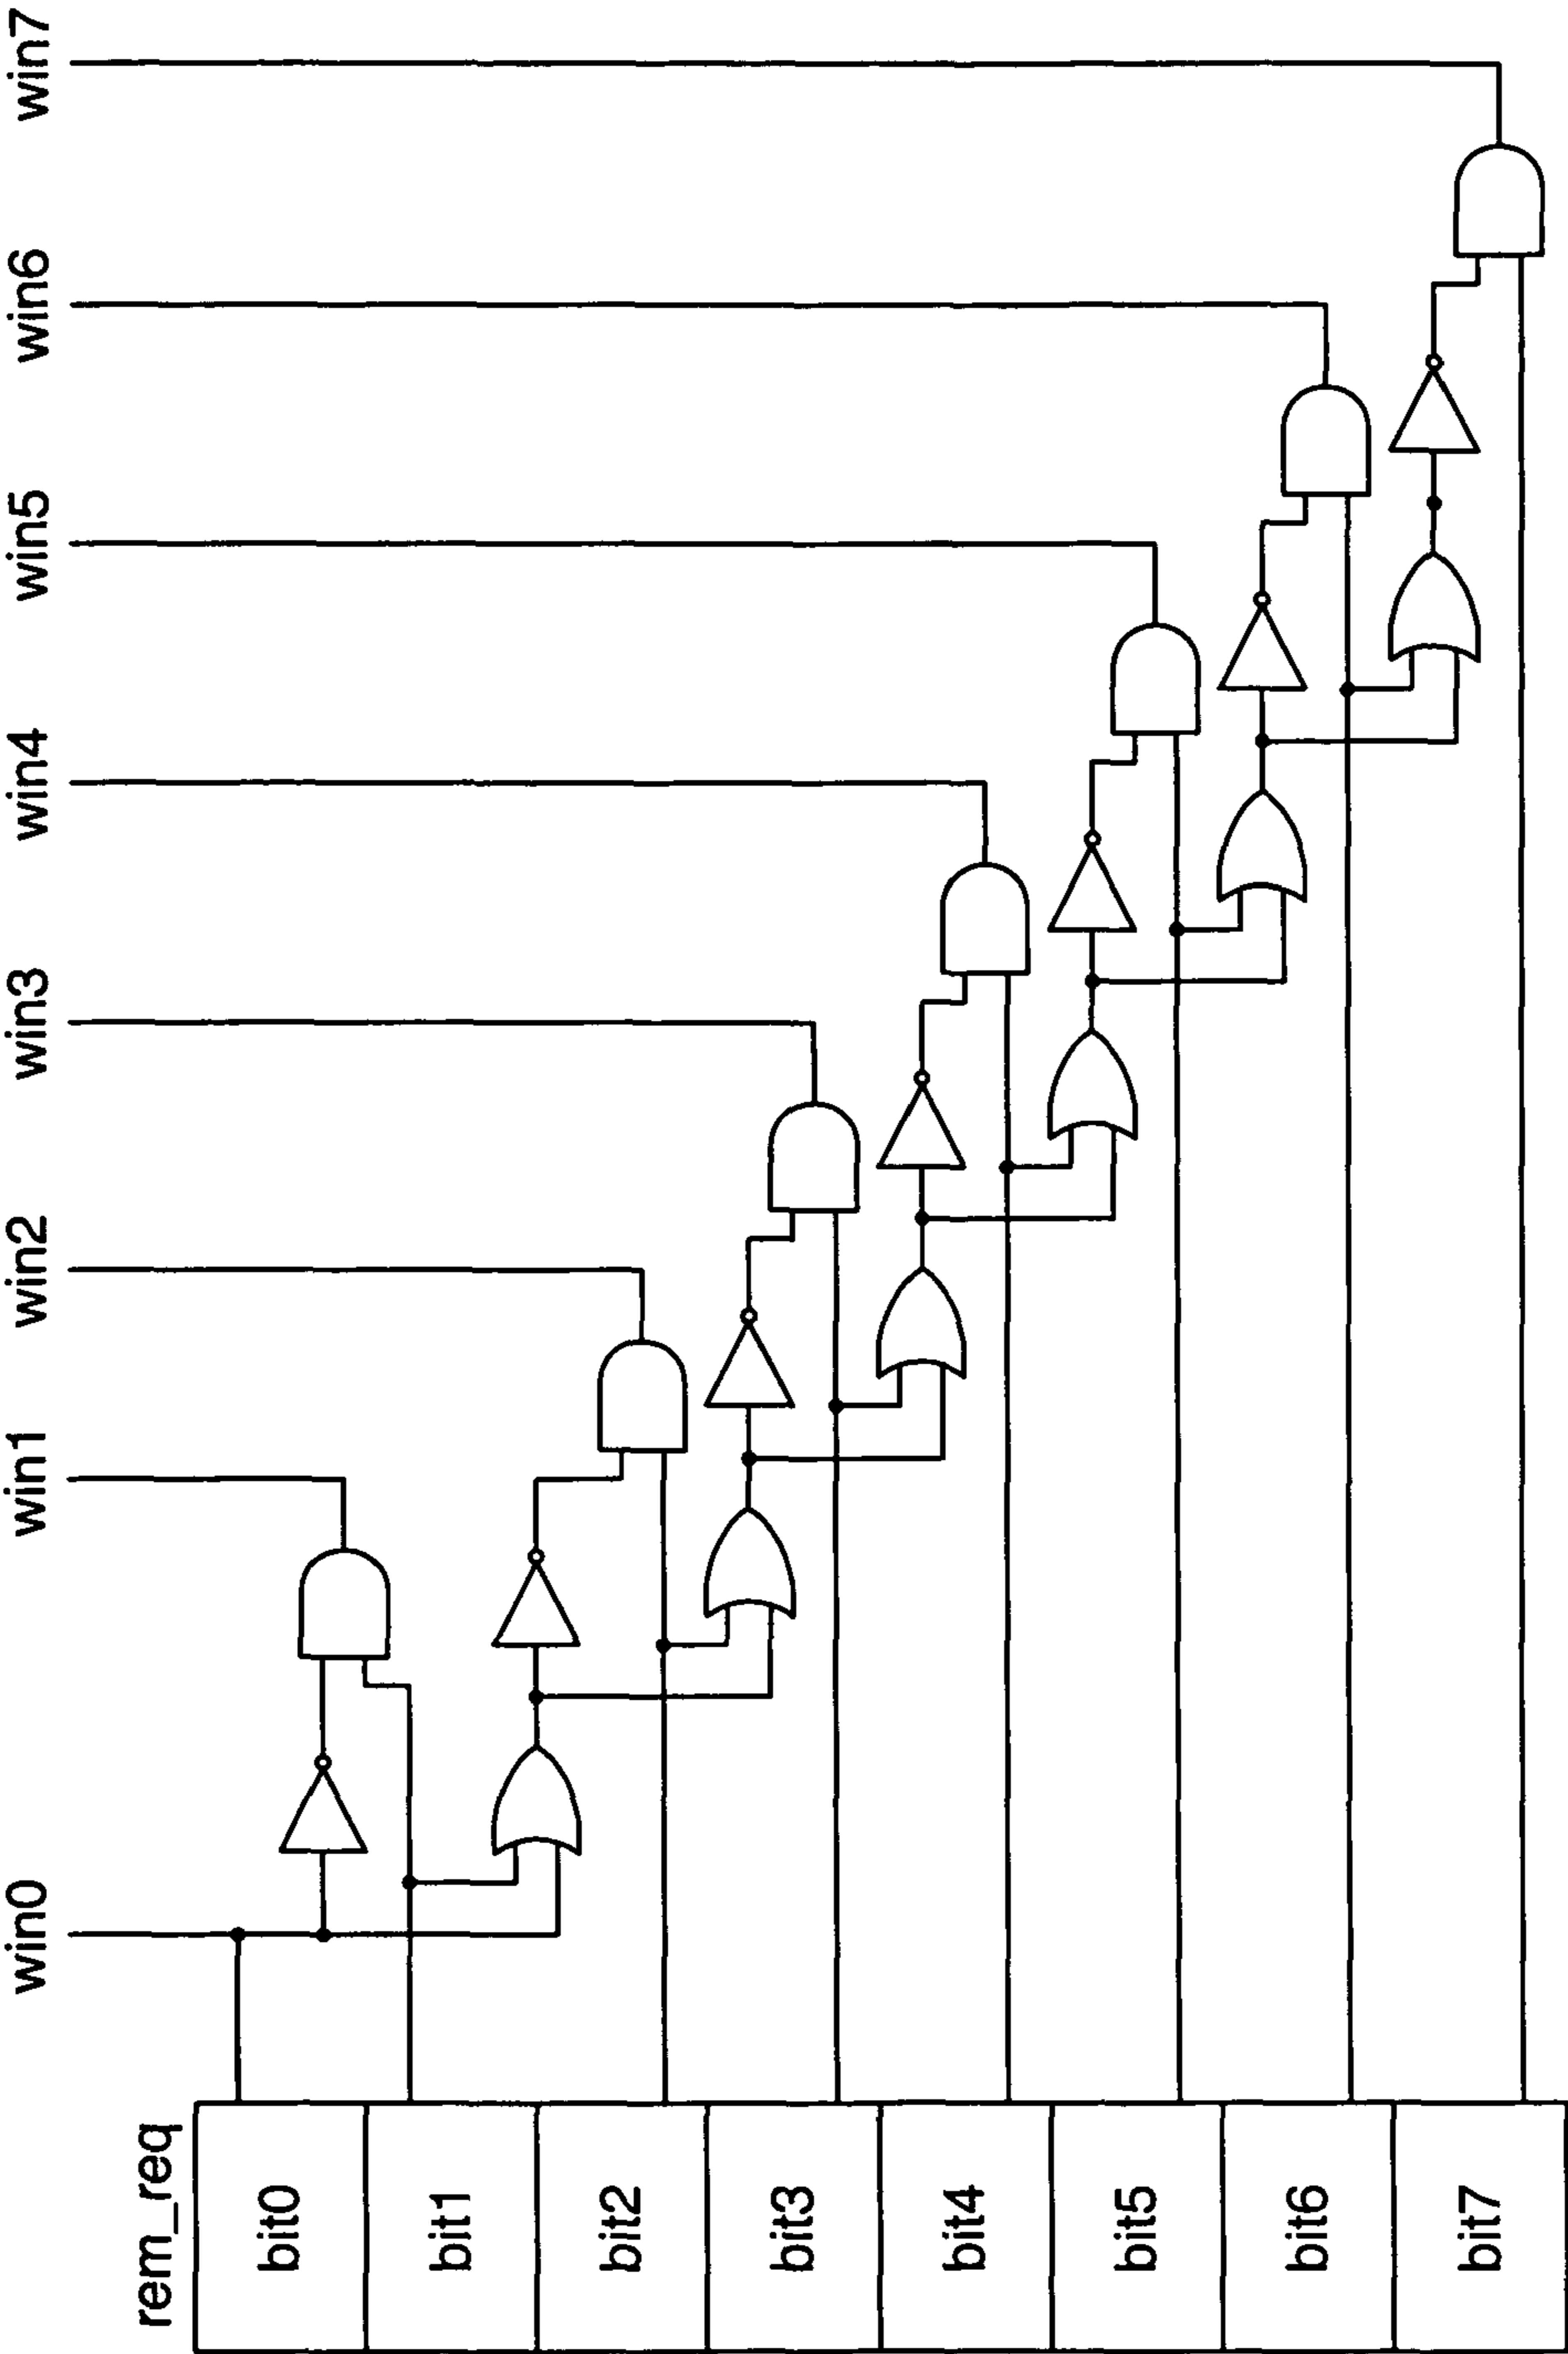 win0
win1
win2
win3
win4
win5
win6
win7
rem_req
bit0
bit1
bit2
bit3
bit4
bit5
bit6
bit7